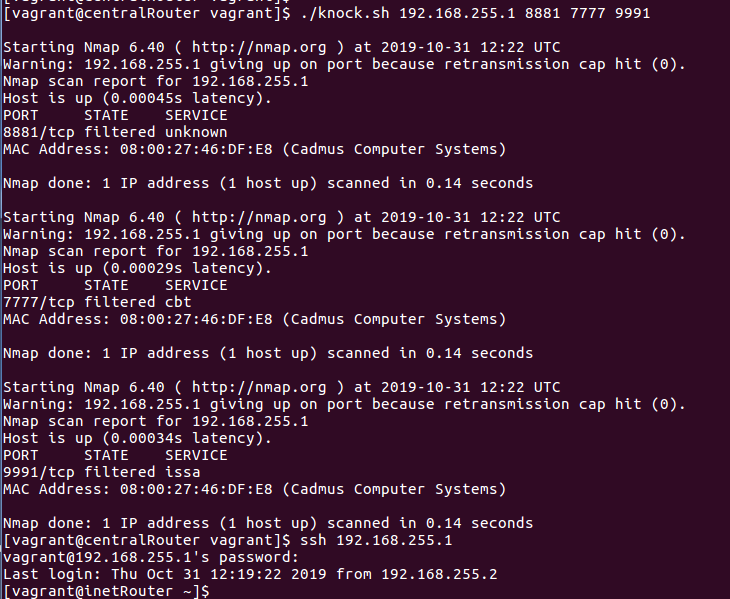 [vagrant@centralRouter vagrant]$ ./knock.sh 192.168.255.1 8881 7777 9991
Starting Nmap 6.40 ( http://nmap.org ) at 2019-10-31 12:22 UTC
Warning: 192.168.255.1 giving up on port because retransmission cap hit (0).
Nmap scan report for 192.168.255.1
Host is up (0.00045s latency).
PORT     STATE    SERVICE
8881/tcp filtered unknown
MAC Address: 08:00:27:46:DF:E8 (Cadmus Computer Systems)
Nmap done: 1 IP address (1 host up) scanned in 0.14 seconds
Starting Nmap 6.40 ( http://nmap.org ) at 2019-10-31 12:22 UTC
Warning: 192.168.255.1 giving up on port because retransmission cap hit (0).
Nmap scan report for 192.168.255.1
Host is up (0.00029s latency).
PORT     STATE    SERVICE
7777/tcp filtered cbt
MAC Address: 08:00:27:46:DF:E8 (Cadmus Computer Systems)
Nmap done: 1 IP address (1 host up) scanned in 0.14 seconds
Starting Nmap 6.40 ( http://nmap.org ) at 2019-10-31 12:22 UTC
Warning: 192.168.255.1 giving up on port because retransmission cap hit (0).
Nmap scan report for 192.168.255.1
Host is up (0.00034s latency).
PORT     STATE    SERVICE
9991/tcp filtered issa
MAC Address: 08:00:27:46:DF:E8 (Cadmus Computer Systems)
Nmap done: 1 IP address (1 host up) scanned in 0.14 seconds
[vagrant@centralRouter vagrant]$ ssh 192.168.255.1
vagrant@192.168.255.1's password:
Last login: Thu Oct 31 12:19:22 2019 from 192.168.255.2
[vagrant@inetRouter ~]$